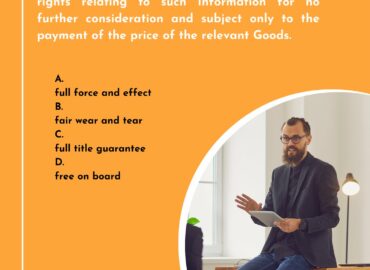 rights relating to such information for no
further consideration and subject only to the
payment of the price of the relevant Goods.
A.
full force and effect
B.
fair wear and tear
C.
full title guarantee
D.
free on board